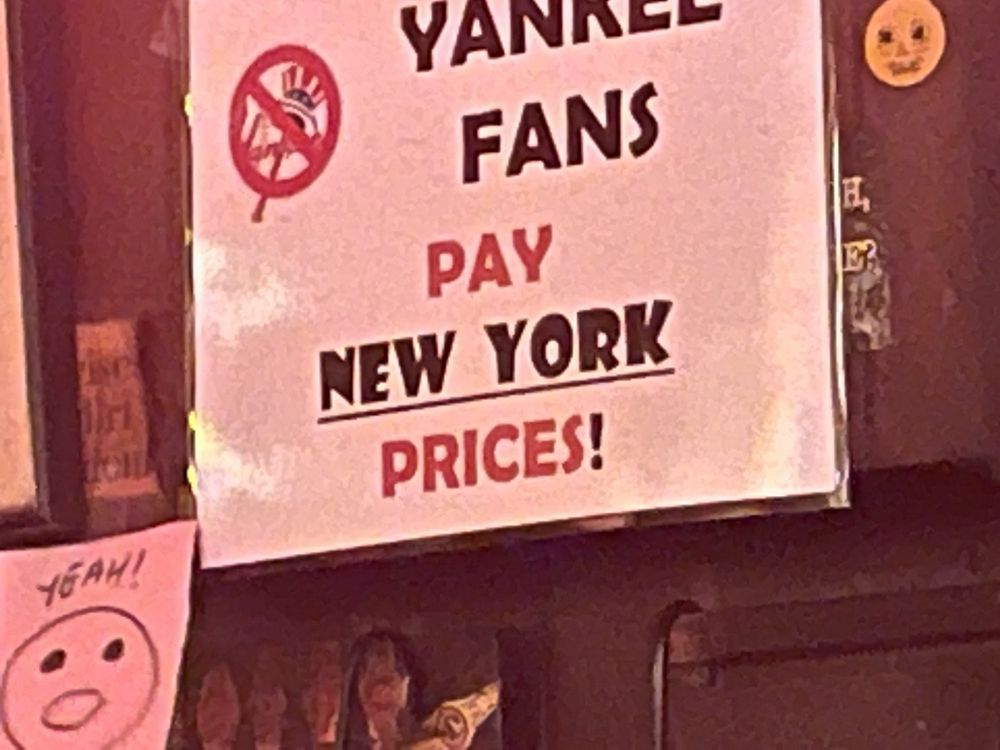 YANKEE
FANS
PAY
NEW YORK
PRICES!
H,
E?
YEAH!